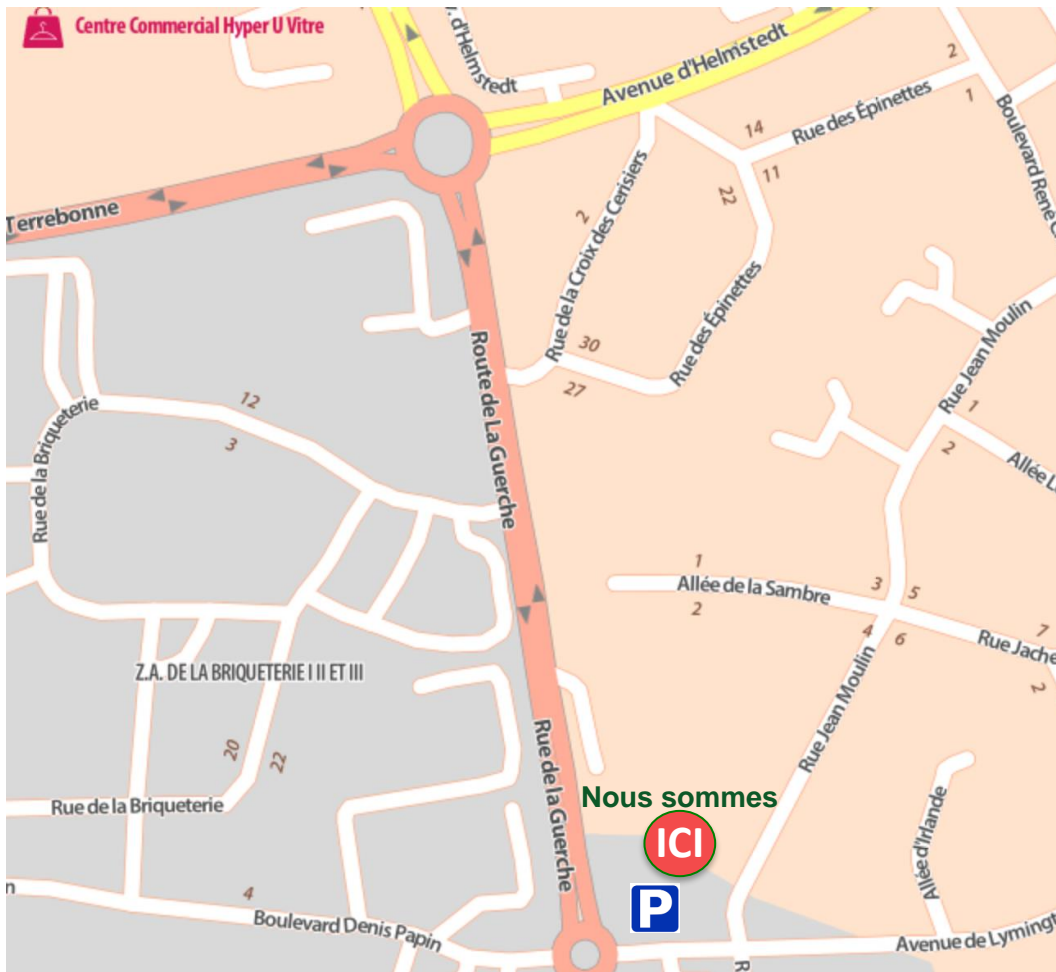 Centre Commercial Hyper U Vitre
d'Helmstedt
Avenue d'Helmstedt
2
1
Boulevard René
14
Rue des Épinettes
11
22
Terrebonne
2
Rue de la Croix des Cerisiers
Rue des Épinettes
30
27
Route de La Guerche
Rue Jean Moulin
1
2
Allée
12
3
Rue de la Briqueterie
1
Allée de la Sambre
2
3
5
4
6
7
Rue Jache
2
Z.A. DE LA BRIQUETERIE I II ET III
Rue Jean Moulin
20
22
Rue de la Briqueterie
Rue de la Guerche
Nous sommes
ICI
P
Allée d'Irlande
4
Boulevard Denis Papin
Avenue de Lymingt